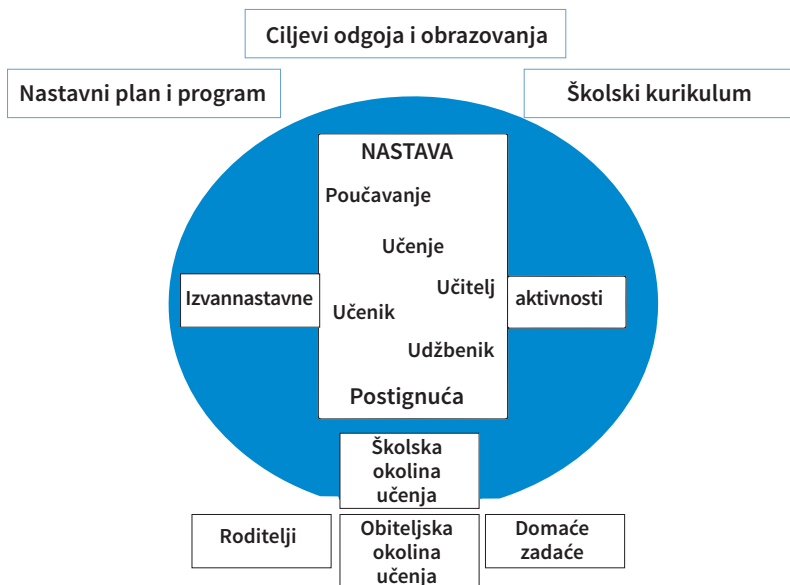 Ciljevi odgoja i obrazovanja
Nastavni plan i program
Školski kurikulum
NASTAVA
Poučavanje
Učenje
Učitelj
Izvannastavne
aktivnosti
Učenik
Udžbenik
Postignuća
Školska
okolina
učenja
Roditelji
Obiteljska
okolina
učenja
Domaće
zadaće